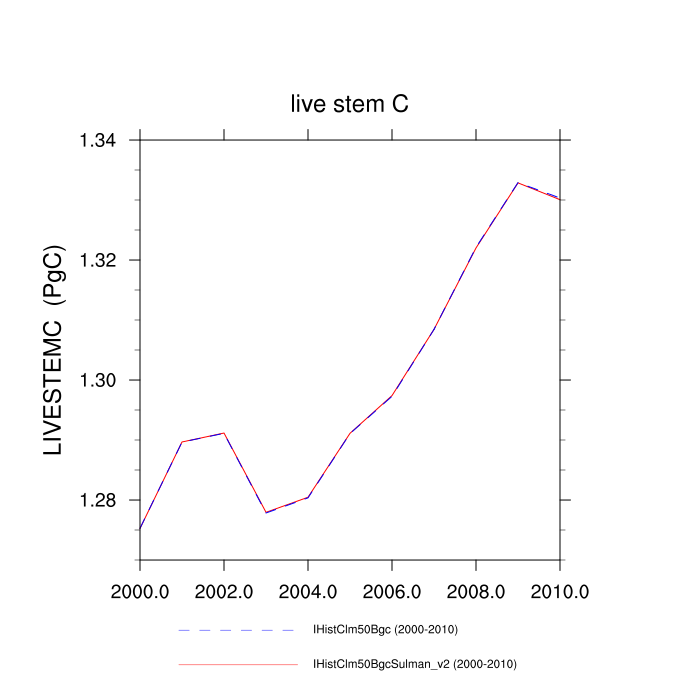 live stem C
LIVESTEMC (PgC)
1.34
1.32
1.30
1.28
2000.0 2002.0 2004.0 2006.0 2008.0 2010.0
IHistClm50Bgc (2000-2010)
IHistClm50BgcSulman_v2 (2000-2010)